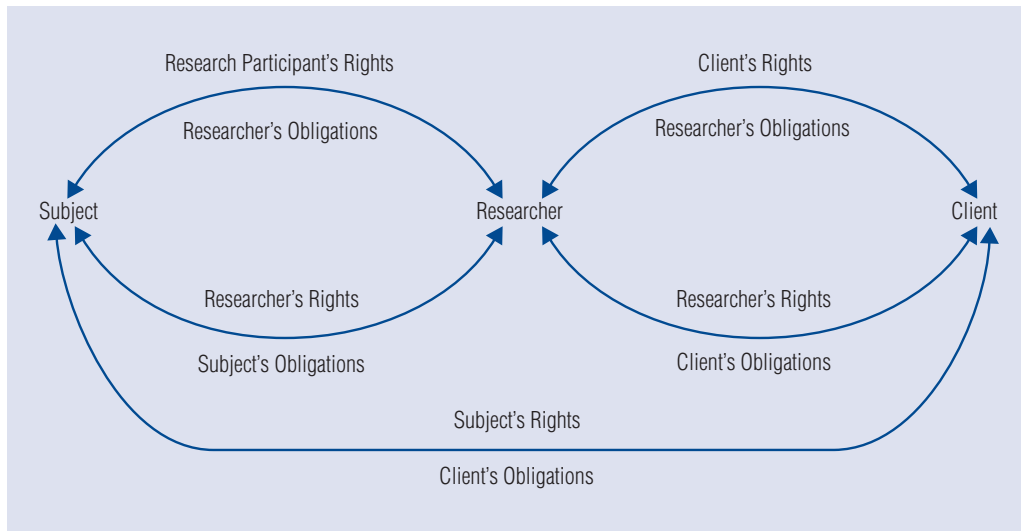 Research Participant's Rights
Client's Rights
Researcher's Obligations
Researcher's Obligations
Subject
Researcher
Client
Researcher's Rights
Researcher's Rights
Subject's Obligations
Client's Obligations
Subject's Rights
Client's Obligations